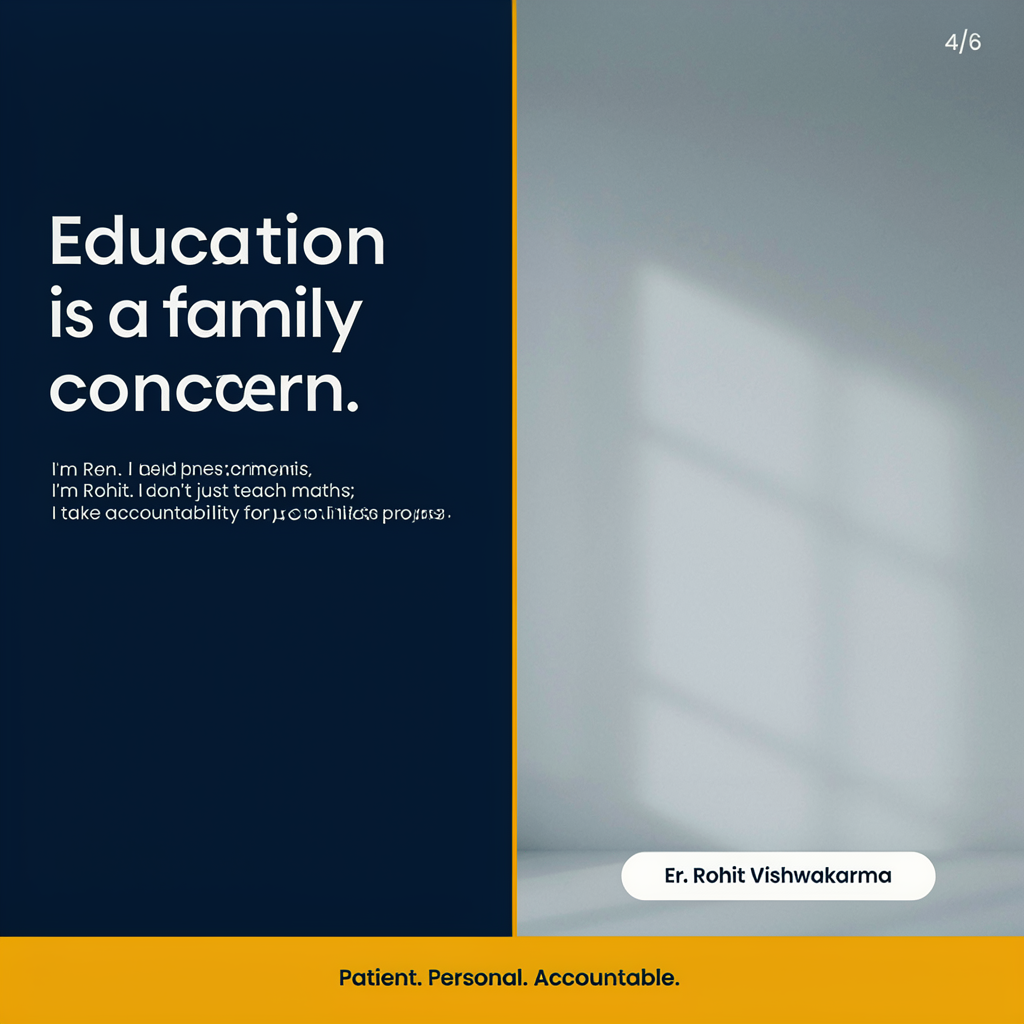 4/6
Education
is a family
concern.
I'm Ren. I
I'm Rohit. I don't just teach maths;
I take accountability for
Er. Rohit Vishwakarma
Patient. Personal. Accountable.